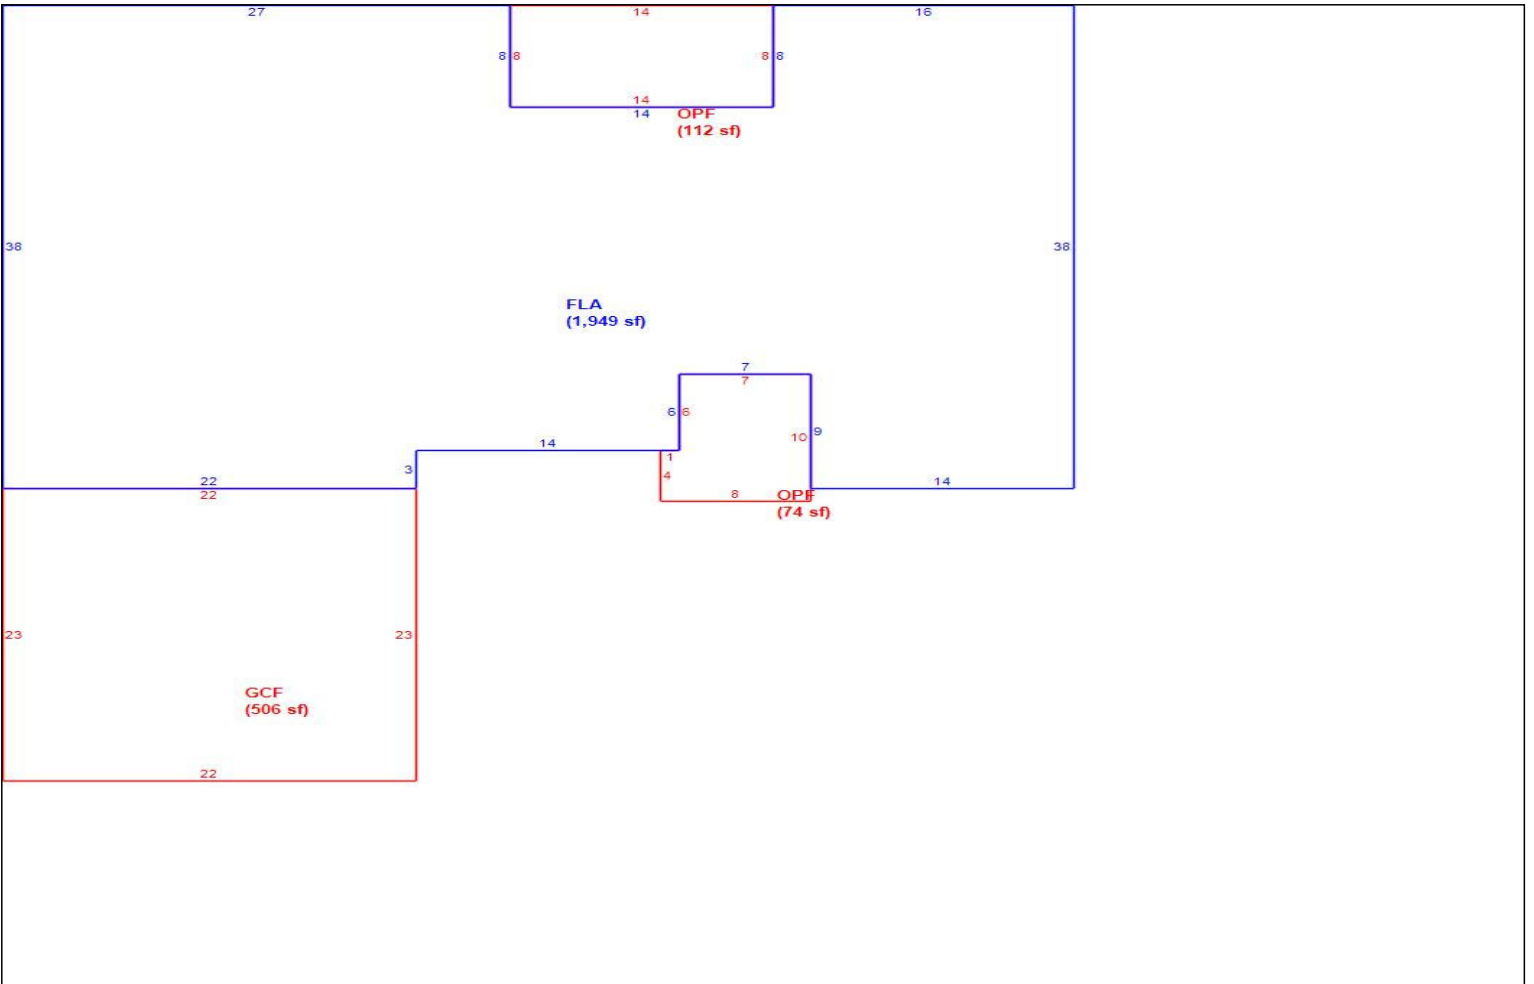 27 14 16
8 8 8 8
14
14 OPF
(112 sf)
38 38
FLA
(1,949 sf)
7
7
6 6 10 9
14 1
3 4
22 8 14
22 OPF
(74 sf)
23 23
GCF
(506 sf)
22